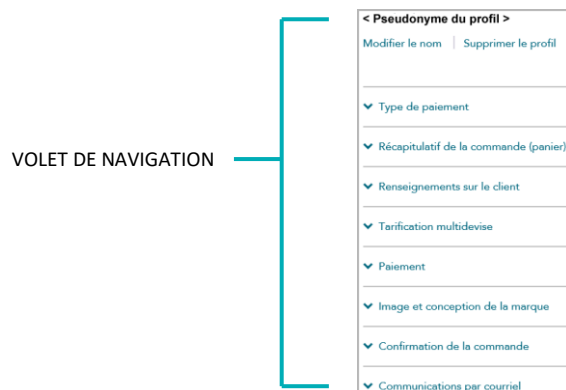 < Pseudonyme du profil >
Modifier le nom | Supprimer le profil
Type de paiement
Récapitulatif de la commande (panier)
VOLET DE NAVIGATION
Renseignements sur le client
Tarification multidevise
Paiement
Image et conception de la marque
Confirmation de la commande
Communications par courriel